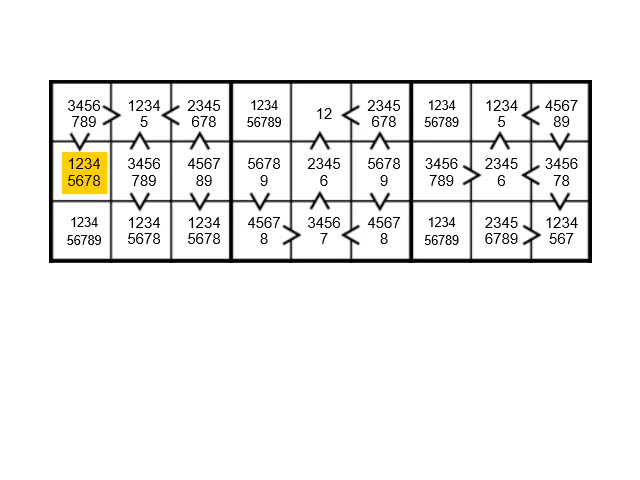 3456 1234 2345 1234 12 2345 1234 1234 4567
789 5 678 56789 678 56789 5 89
1234 3456 4567 5678 2345 5678 3456 2345 3456
5678 789 89 9 6 9 789 6 78
1234 1234 1234 4567 3456 4567 1234 2345 1234
56789 5678 5678 8 7 8 56789 6789 567